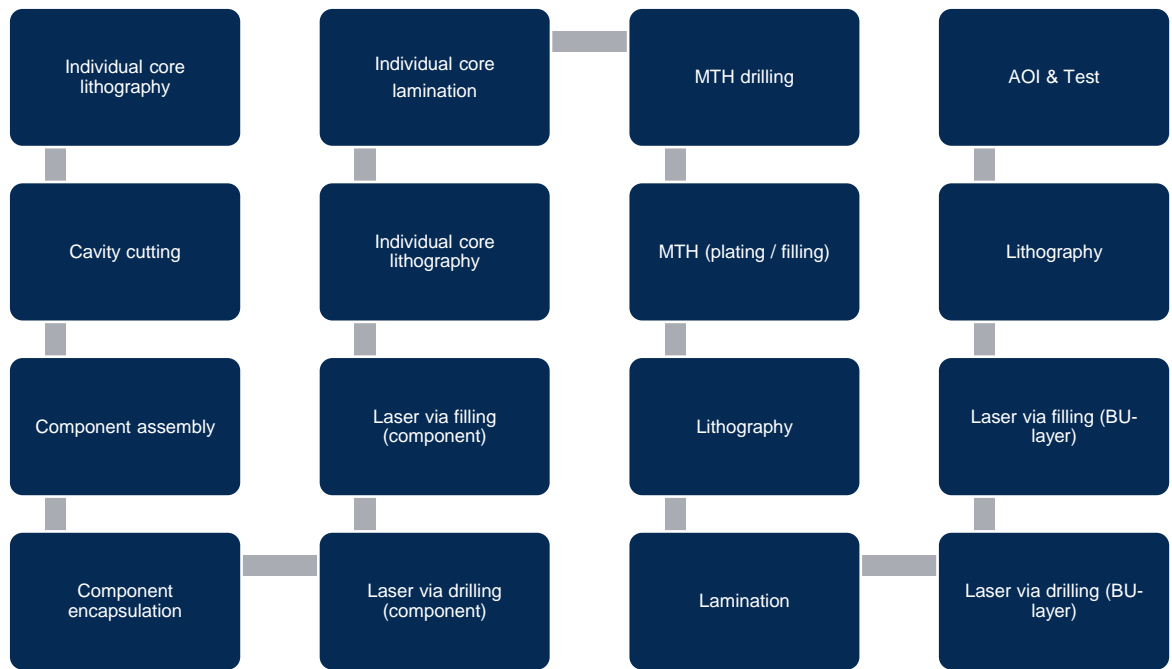 Individual core
lithography
Cavity cutting
Component assembly
Component
encapsulation
Laser via drilling
(component)
Laser via filling
(component)
Individual core
lithography
Individual core
lamination
MTH drilling
MTH (plating / filling)
Lithography
Lamination
Laser via drilling (BU-
layer)
Laser via filling (BU-
layer)
Lithography
AOI & Test